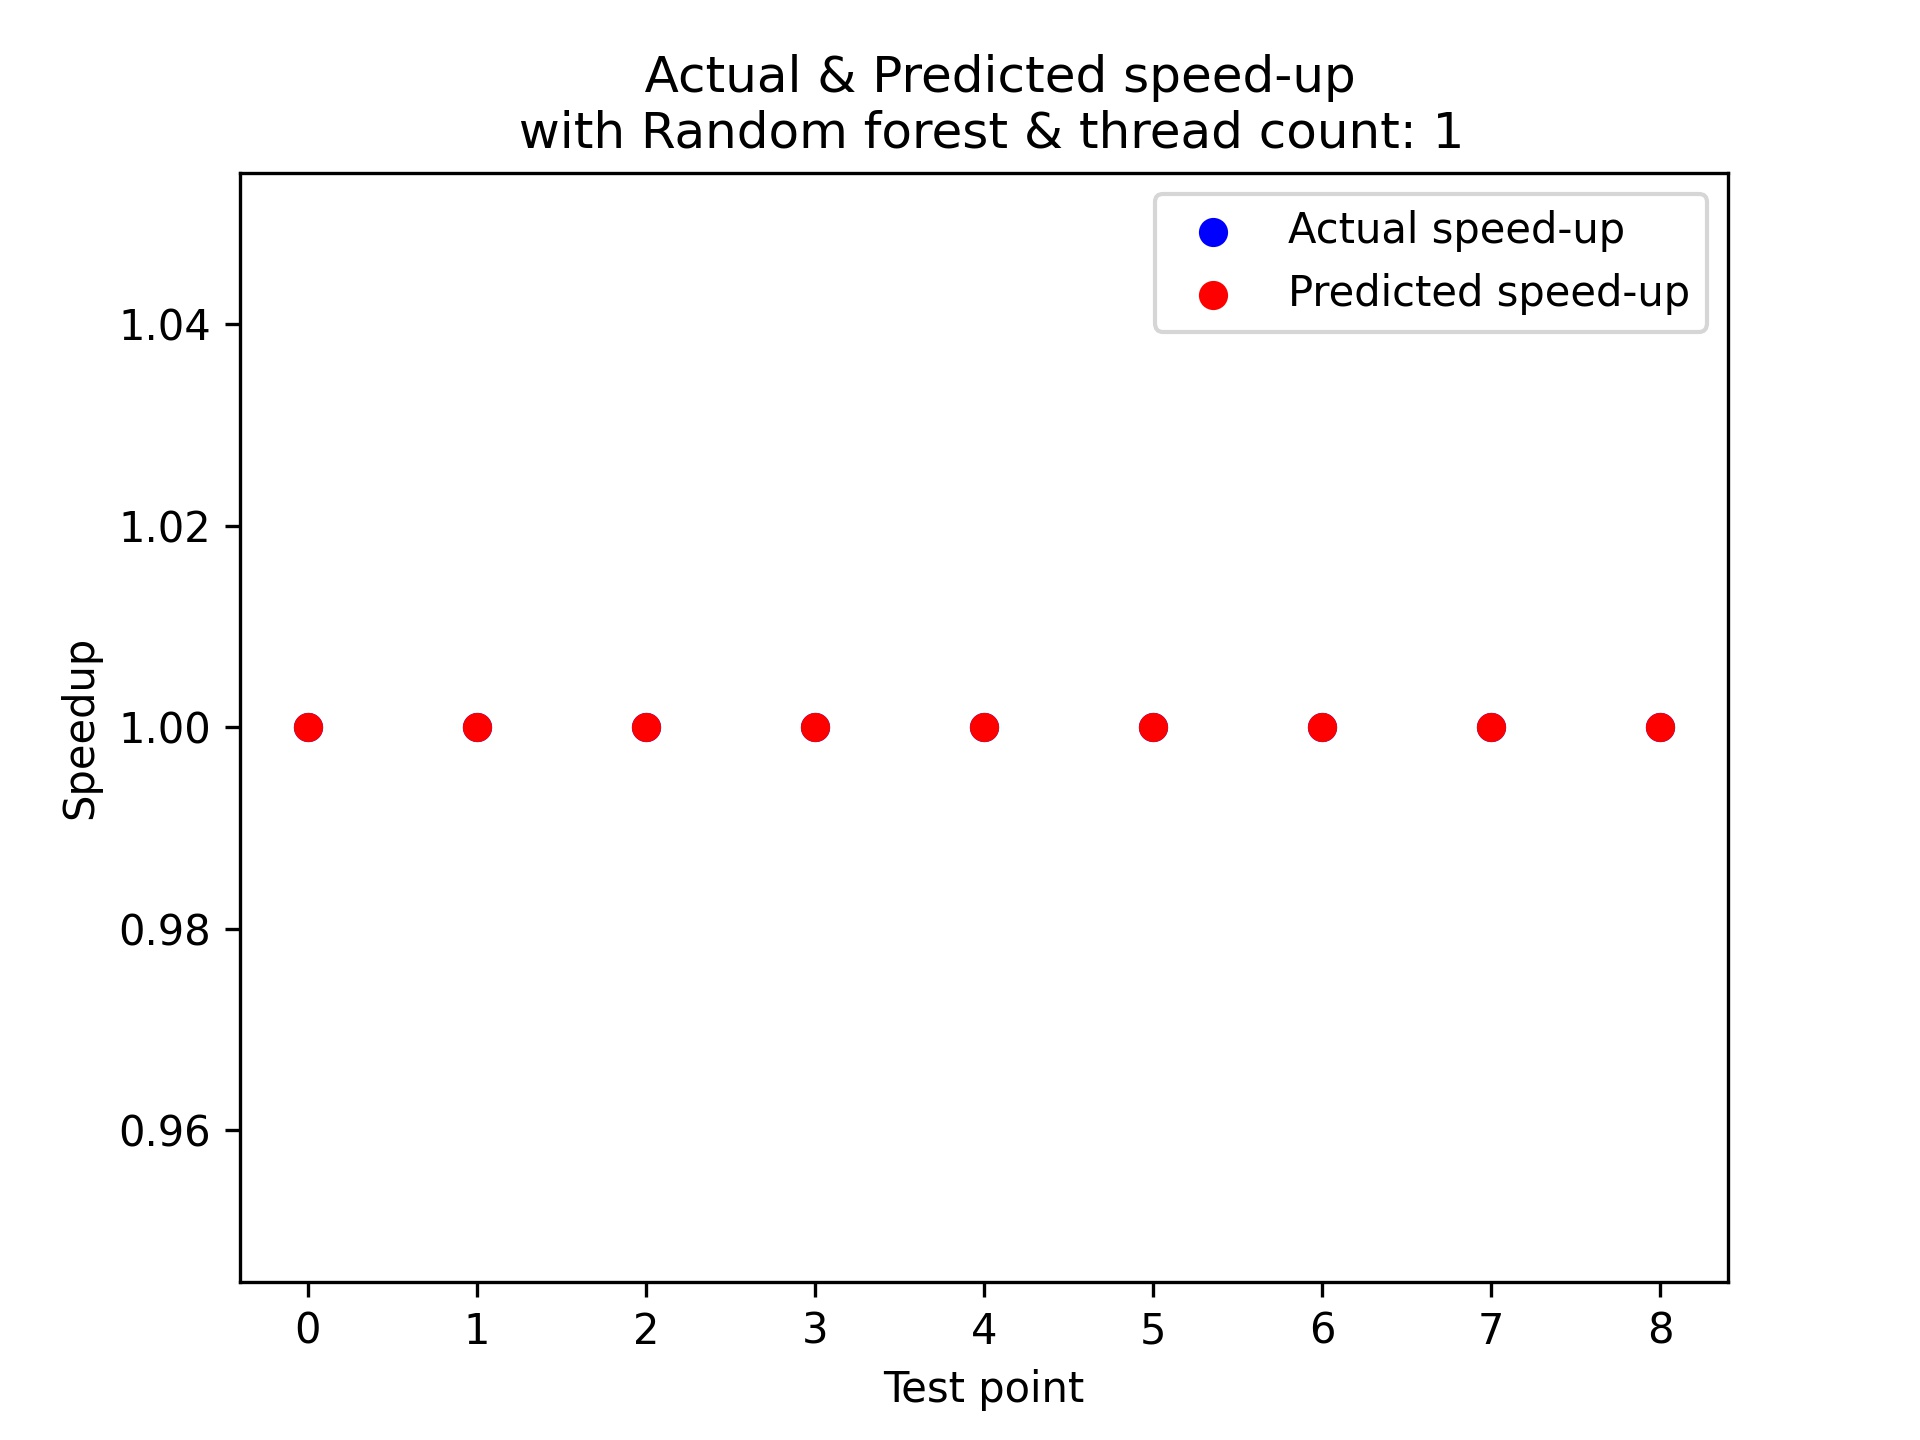 Actual & Predicted speed-up
with Random forest & thread count: 1
Actual speed-up
Predicted speed-up
1.04
1.02
1.00
0.98
0.96
Speedup
0 1 2 3 4 5 6 7 8
Test point